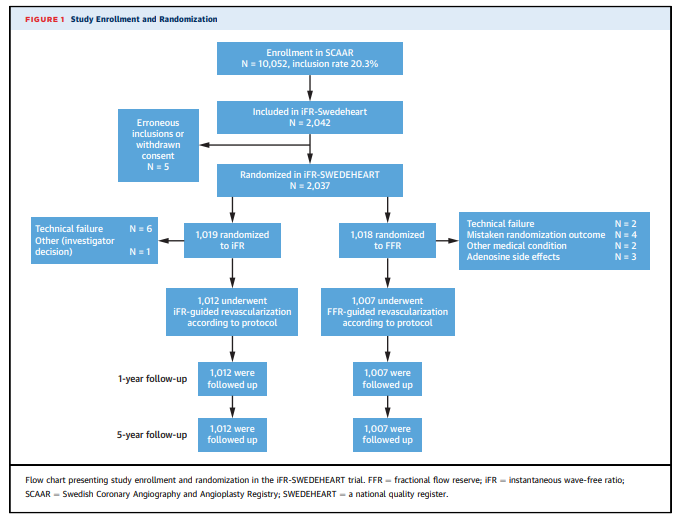 FIGURE 1 Study Enrollment and Randomization
Enrollment in SCAAR
N = 10,052, inclusion rate 20.3%
Included in iFR-Swedeheart
N = 2,042
Erroneous
inclusions or
withdrawn
consent
N = 5
Randomized in iFR-SWEDEHEART
N = 2,037
Technical failure N = 6
Other (investigator
decision) N = 1
1,019 randomized
to iFR
1,018 randomized
to FFR
Technical failure N = 2
Mistaken randomization outcome N = 4
Other medical condition N = 2
Adenosine side effects N = 3
1,012 underwent
iFR-guided revascularization
according to protocol
1,007 underwent
FFR-guided revascularization
according to protocol
1-year follow-up
1,012 were
followed up
1,007 were
followed up
5-year follow-up
1,012 were
followed up
1,007 were
followed up
Flow chart presenting study enrollment and randomization in the iFR-SWEDEHEART trial. FFR = fractional flow reserve; iFR = instantaneous wave-free ratio;
SCAAR = Swedish Coronary Angiography and Angioplasty Registry; SWEDEHEART = a national quality register.